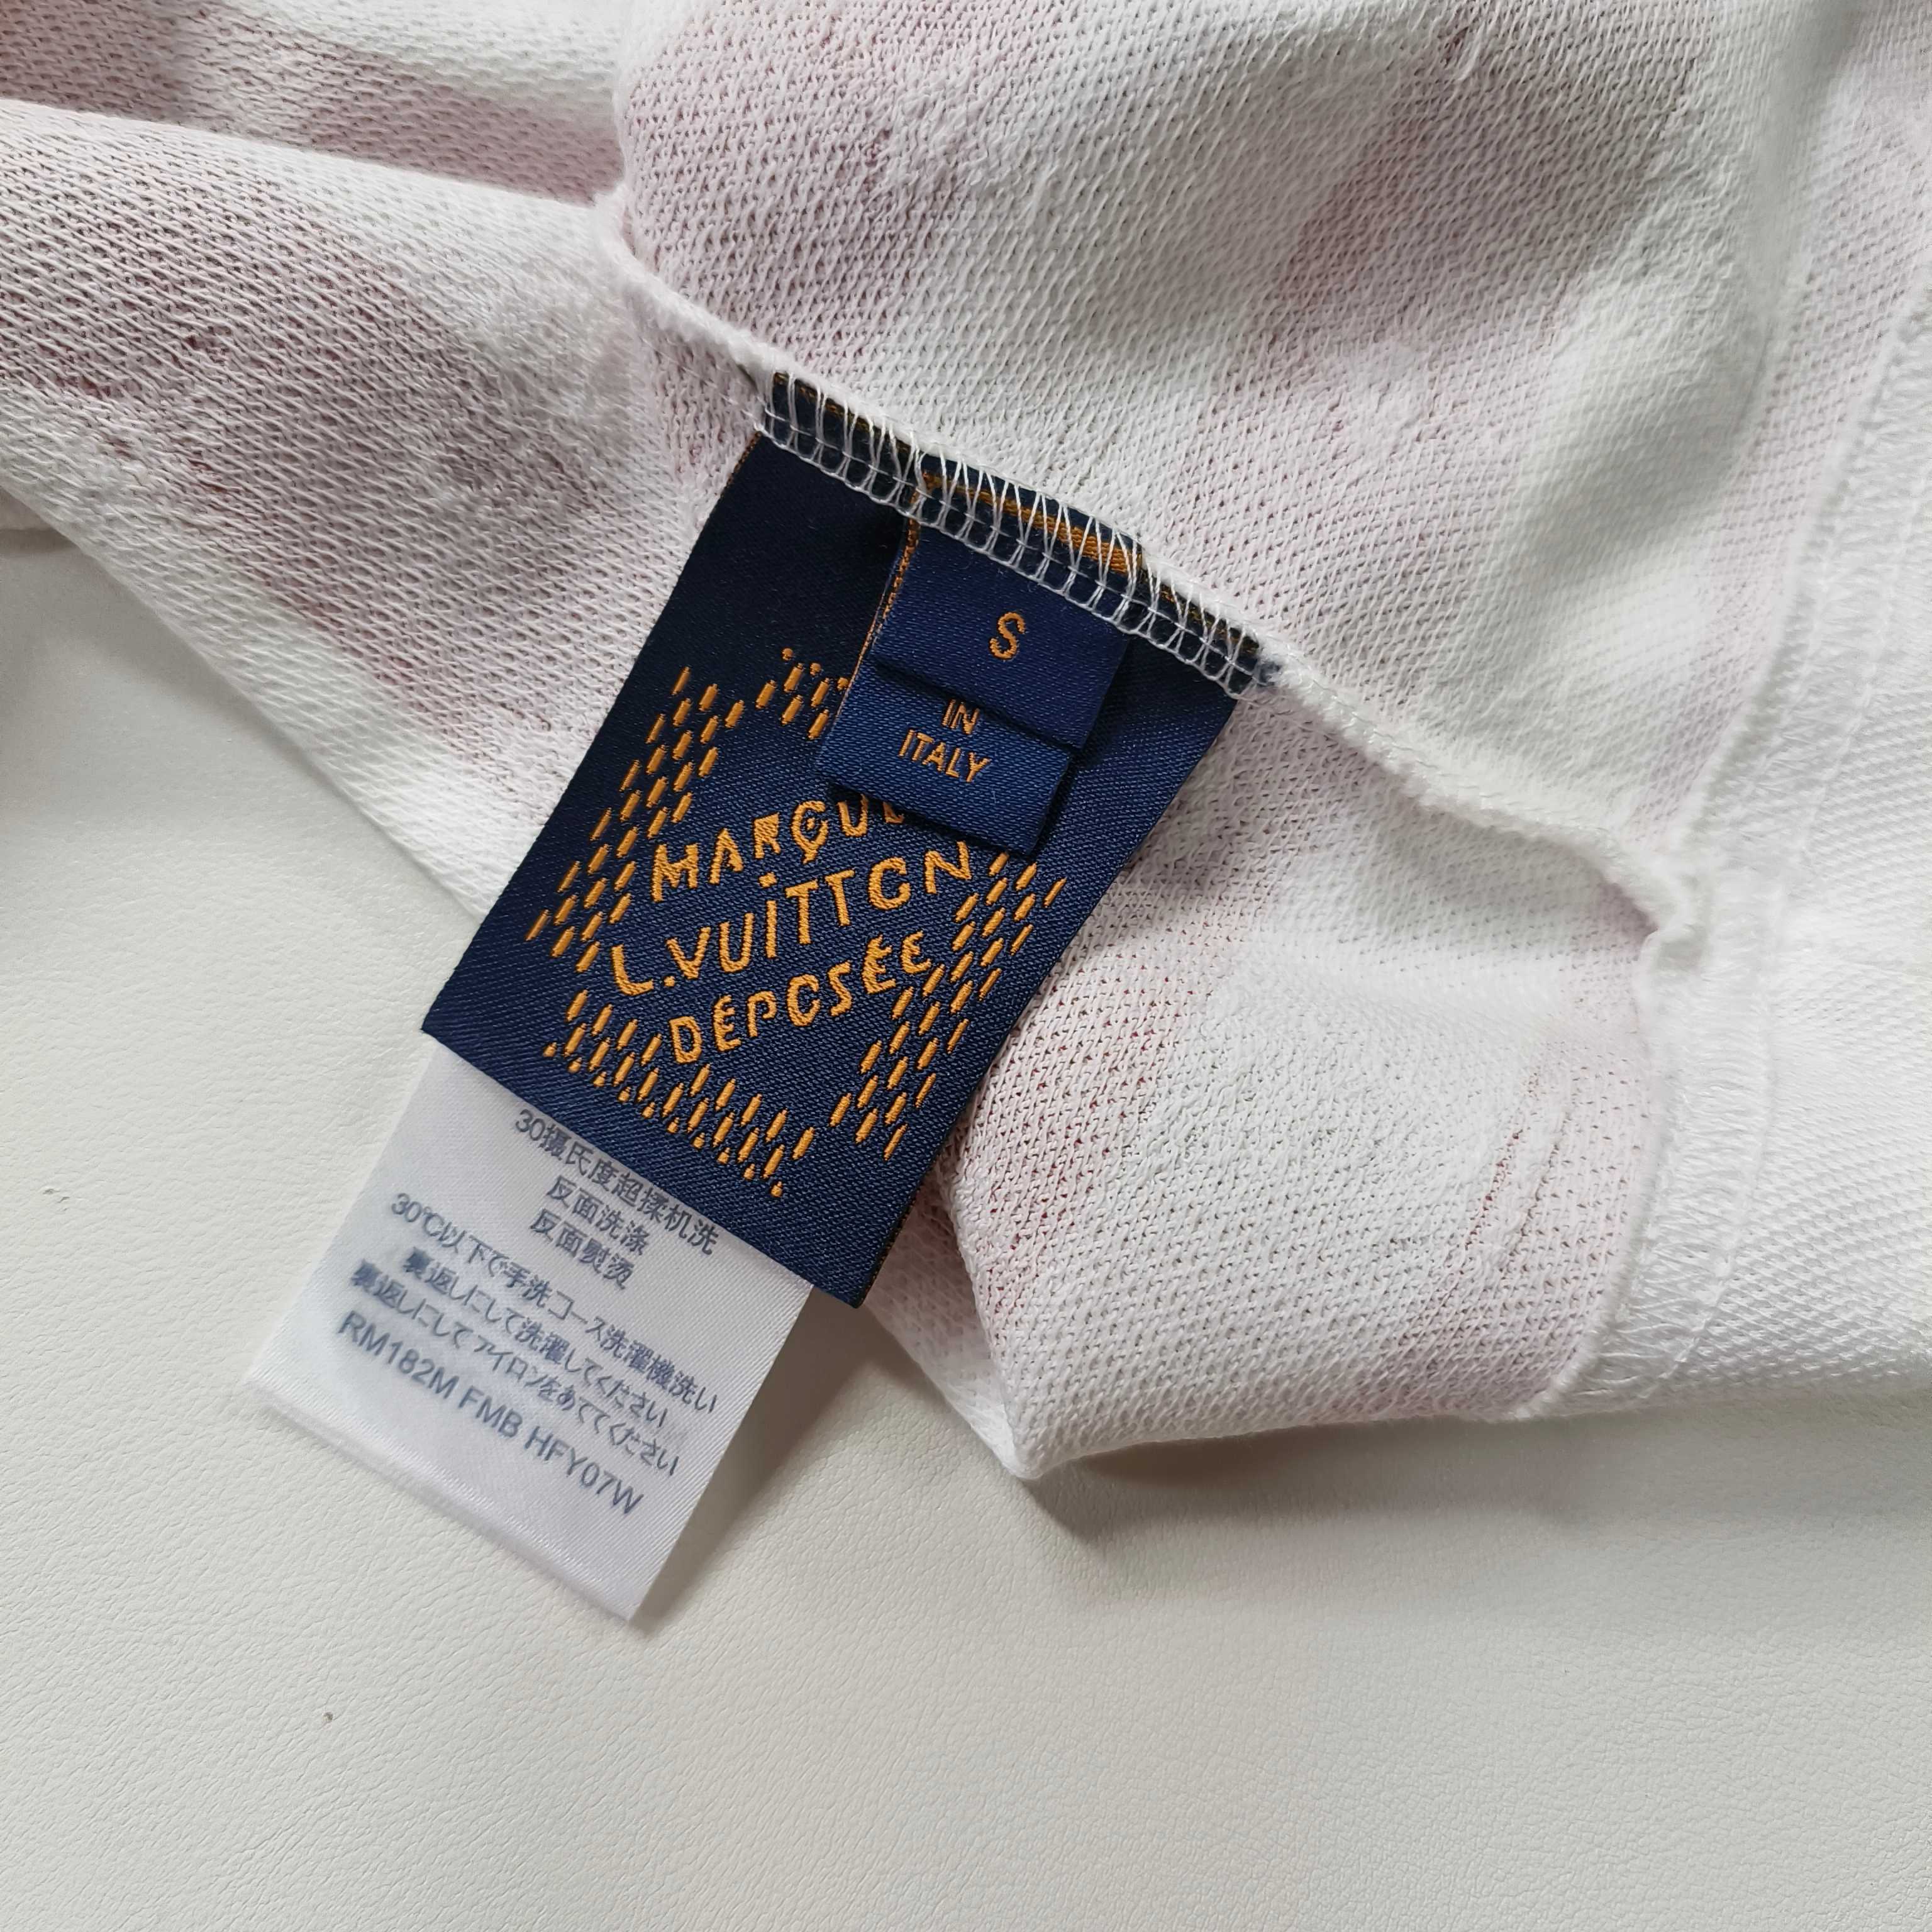 S
IN
ITALY
MARQUE
L.VUITTON
DÉPOSÉE
30摄氏度超揉机洗
反面洗涤
反面熨烫
30℃以下で手洗コース洗濯機洗い
裏返しにして洗濯してください
裏返しにしてアイロンをあててください
RM182M FMB HFY07W